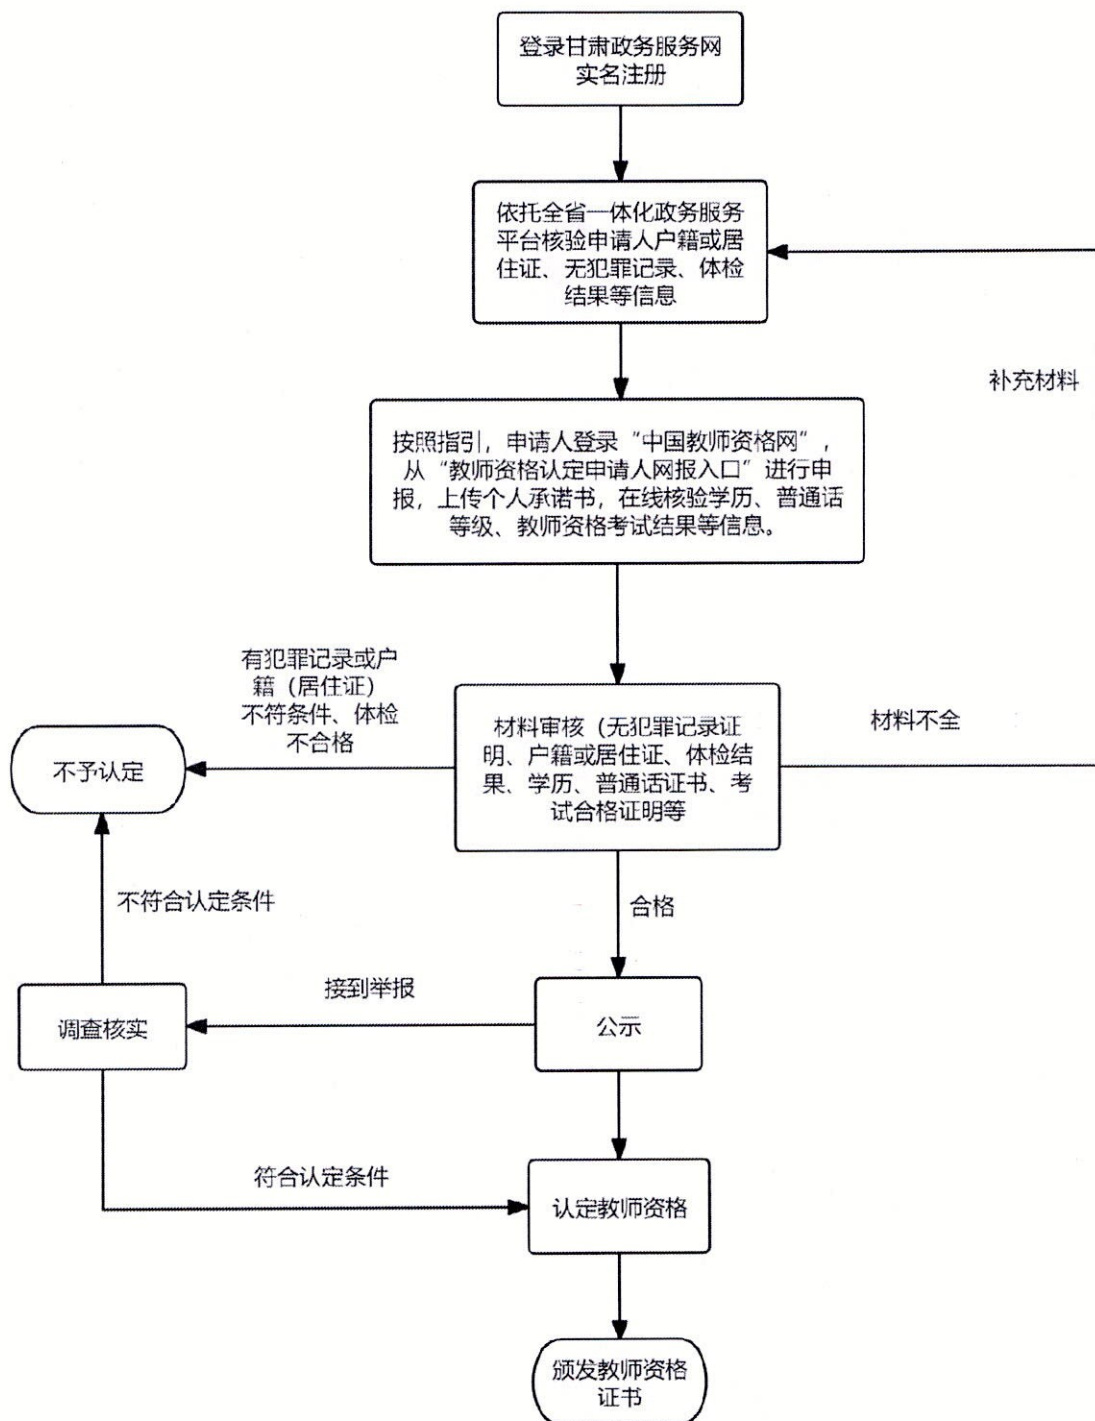 登录甘肃政务服务网
实名注册
依托全省一体化政务服务
平台核验申请人户籍或居
住证、无犯罪记录、体检
结果等信息
补充材料
按照指引，申请人登录“中国教师资格网”，
从“教师资格认定申请人网报入口”进行申
报，上传个人承诺书，在线核验学历、普通话
等级、教师资格考试结果等信息。
有犯罪记录或户
籍（居住证）
不符条件、体检
不合格
材料审核（无犯罪记录证
明、户籍或居住证、体检结
果、学历、普通话证书、考
试合格证明等
材料不全
不予认定
不符合认定条件
合格
接到举报
调查核实
公示
符合认定条件
认定教师资格
颁发教师资格
证书